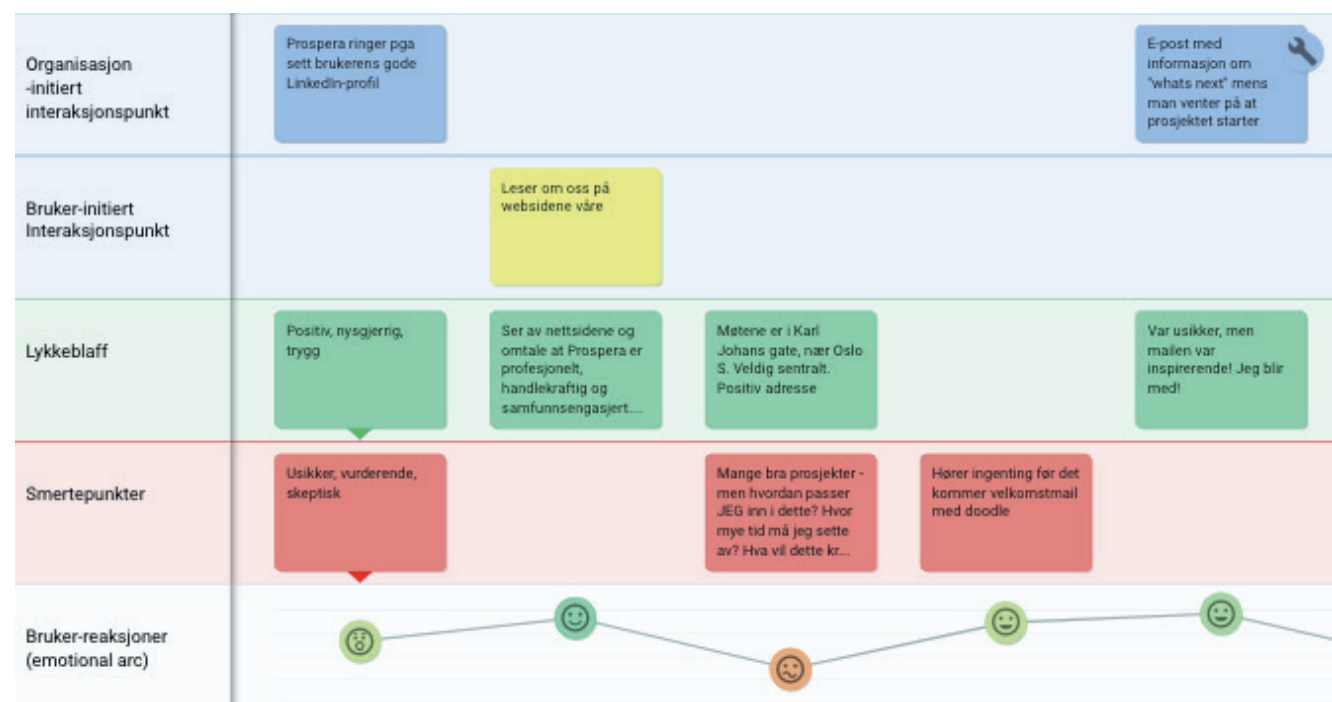 Organisasjon
-initiert
interaksjonspunkt
Prospera ringer pga
sett brukerens gode
LinkedIn-profil
E-post med
informasjon om
"whats next" mens
man venter på at
prosjektet starter
Bruker-initiert
Interaksjonspunkt
Leser om oss på
websidene våre
Lykkeblaff
Positiv, nysgjerrig,
trygg
Ser av nettsidene og
omtale at Prospera er
profesjonelt,
handlekraftig og
samfunnsengasjert....
Møtene er i Karl
Johans gate, nær Oslo
S. Veldig sentralt.
Positiv adresse
Var usikker, men
mailen var
inspirerende! Jeg blir
med!
Smertepunkter
Usikker, vurderende,
skeptisk
Mange bra prosjekter -
men hvordan passer
JEG inn i dette? Hvor
mye tid må jeg sette
av? Hva vil dette kr...
Hører ingenting før det
kommer velkomstmail
med doodle
Bruker-reaksjoner
(emotional arc)